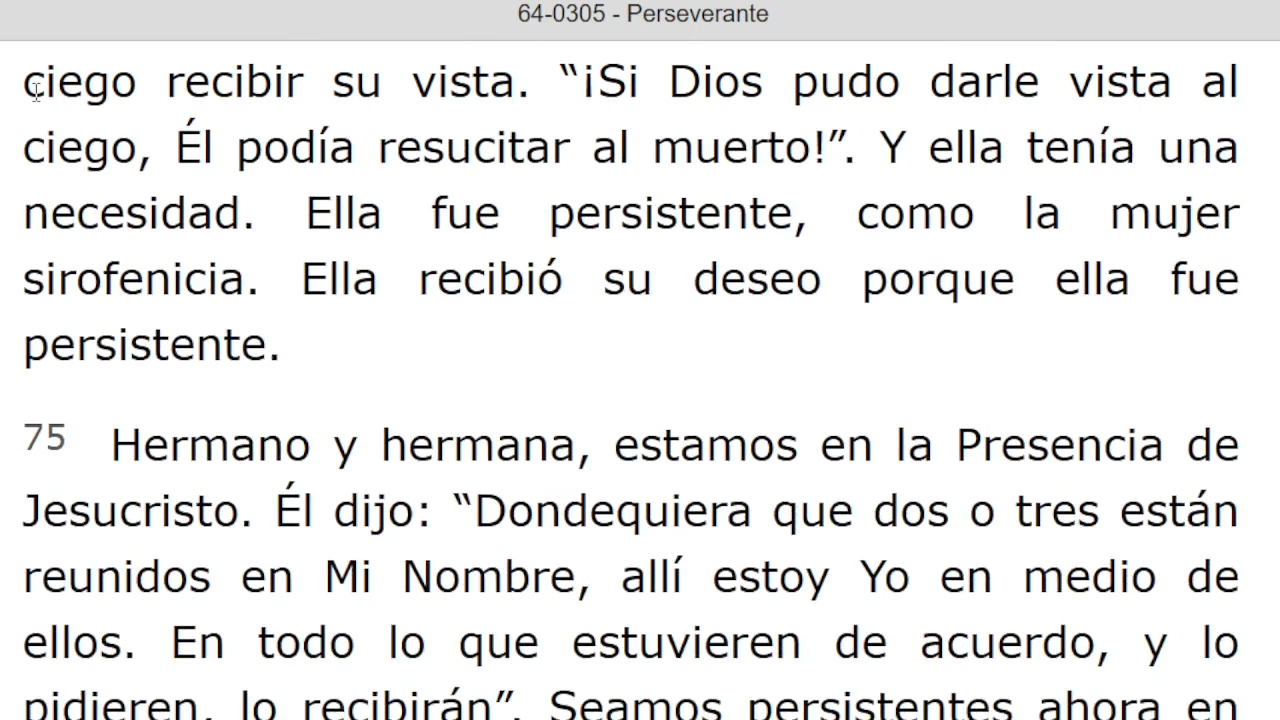 64-0305 - Perseverante
ciego recibir su vista. “¡Si Dios pudo darle vista al
ciego, Él podía resucitar al muerto!”. Y ella tenía una
necesidad. Ella fue persistente, como la mujer
sirofenicia. Ella recibió su deseo porque ella fue
persistente.
75 Hermano y hermana, estamos en la Presencia de
Jesucristo. Él dijo: “Dondequiera que dos o tres están
reunidos en Mi Nombre, allí estoy Yo en medio de
ellos. En todo lo que estuvieren de acuerdo, y lo
pidieren, lo recibirán”. Seamos persistentes ahora en